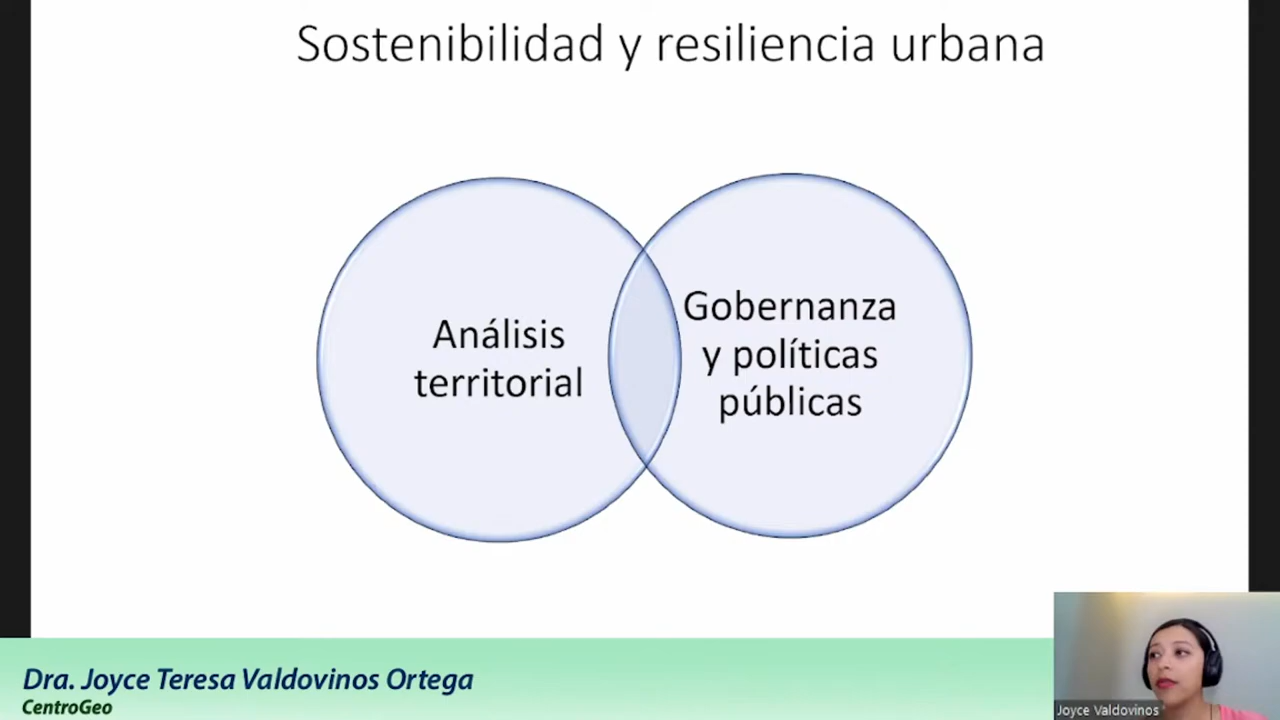 Sostenibilidad y resiliencia urbana
Análisis
territorial
Gobernanza
y políticas
públicas
Dra. Joyce Teresa Valdovinos Ortega
CentroGeo
Joyce Valdovinos